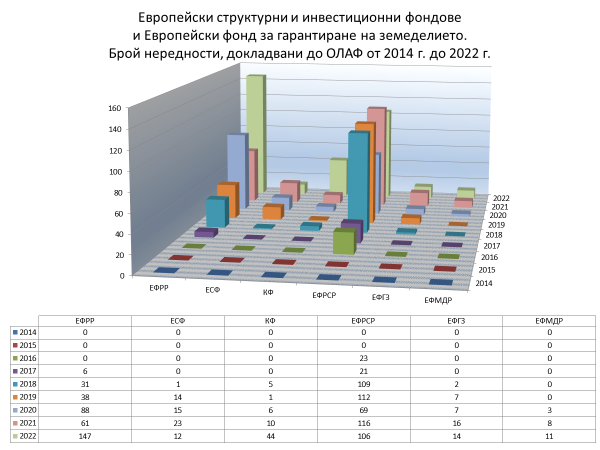 Европейски структурни и инвестиционни фондове
и Европейски фонд за гарантиране на земеделието.
Брой нередности, докладвани до ОЛАФ от 2014 г. до 2022 г.
160
140
120
100
80
60
40
20
0
ЕФРР ЕСФ КФ ЕФРСР ЕФГЗ ЕФМДР
2022
2021
2020
2019
2018
2017
2016
2015
2014
ЕФРР ЕСФ КФ ЕФРСР ЕФГЗ ЕФМДР
2014 0 0 0 0 0 0
2015 0 0 0 0 0 0
2016 0 0 0 23 0 0
2017 6 0 0 21 0 0
2018 31 1 5 109 2 0
2019 38 14 1 112 7 0
2020 88 15 6 69 7 3
2021 61 23 10 116 16 8
2022 147 12 44 106 14 11